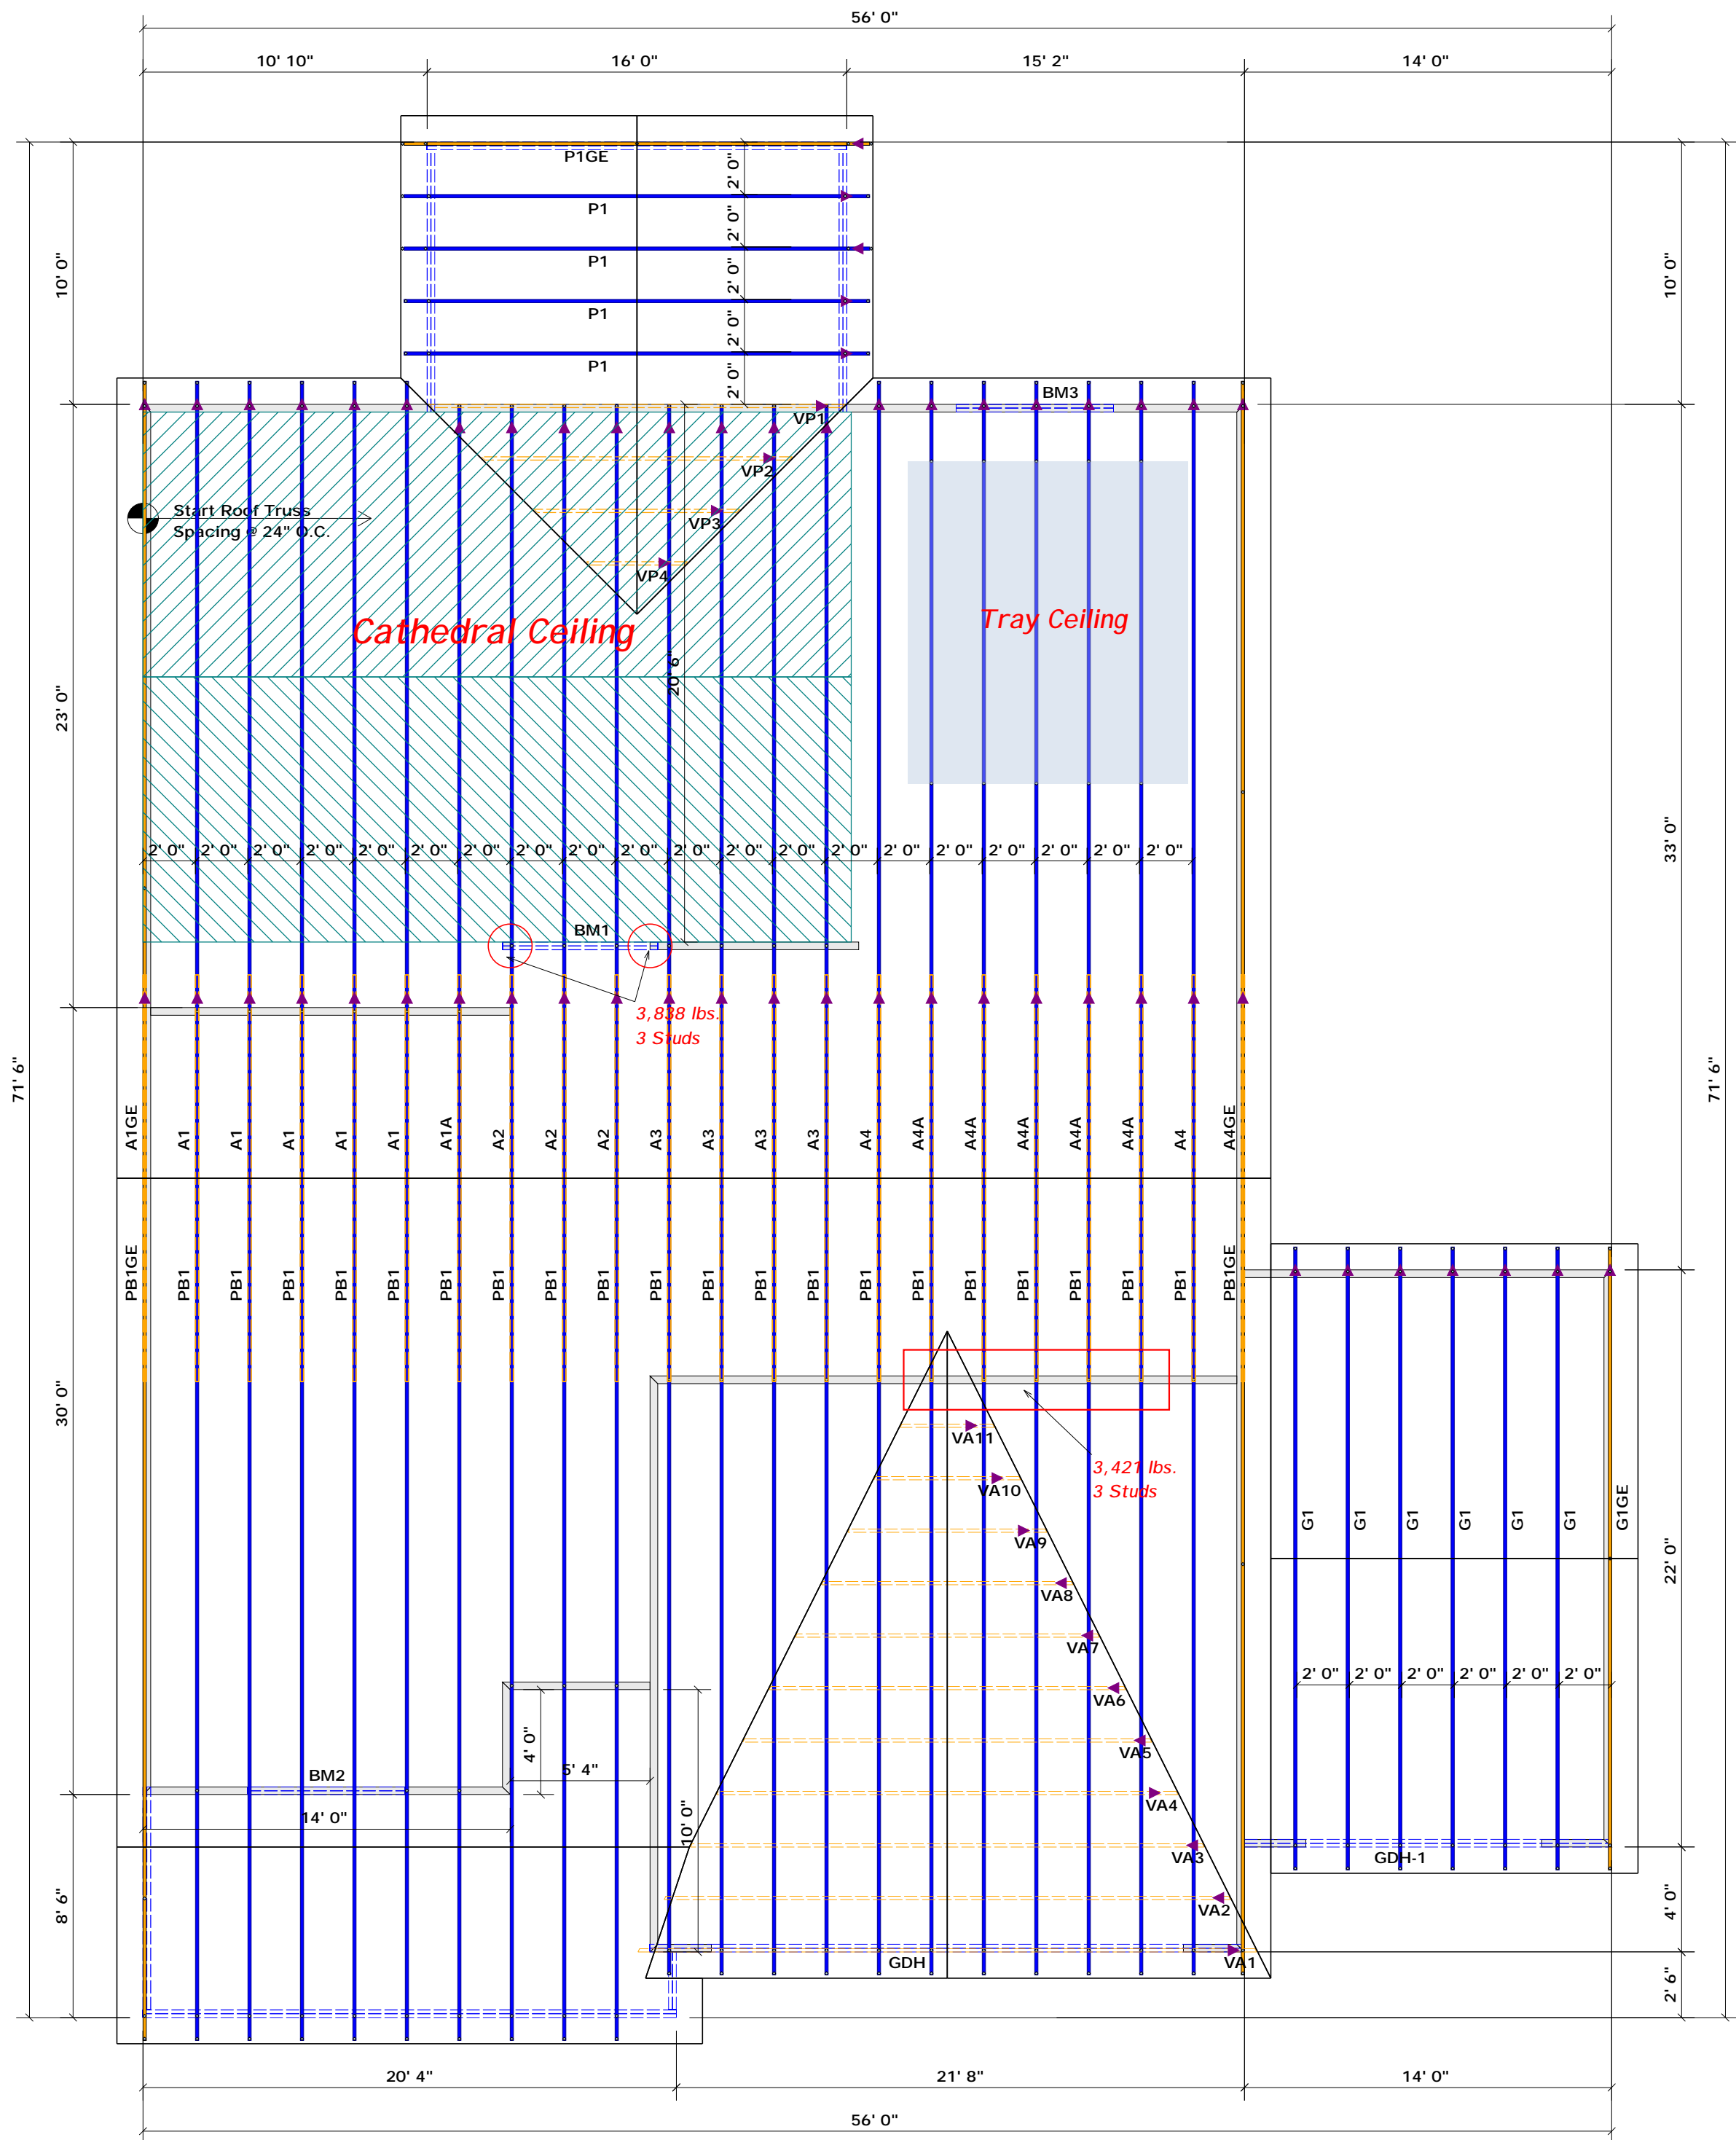 56' 0"
10' 10"
16' 0"
15' 2"
14' 0"
P1GE
2' 0"
P1
2' 0"
P1
2' 0"
P1
2' 0"
P1
2' 0"
10' 0"
10' 0"
BM3
VP1
VP2
VP3
VP4
Start Roof Truss
Spacing @ 24" O.C.
Cathedral Ceiling
Tray Ceiling
20' 6"
23' 0"
33' 0"
2' 0" 2' 0" 2' 0" 2' 0" 2' 0" 2' 0" 2' 0" 2' 0" 2' 0" 2' 0" 2' 0" 2' 0" 2' 0" 2' 0" 2' 0" 2' 0" 2' 0" 2' 0" 2' 0" 2' 0"
BM1
3,838 lbs.
3 Studs
71' 6"
71' 6"
A1GE A1 A1 A1 A1 A1 A1A A2 A2 A2 A3 A3 A3 A3 A4 A4A A4A A4A A4A A4A A4 A4GE
PB1GE PB1 PB1 PB1 PB1 PB1 PB1 PB1 PB1 PB1 PB1 PB1 PB1 PB1 PB1 PB1 PB1 PB1 PB1 PB1 PB1 PB1GE
30' 0"
VA11
3,421 lbs.
3 Studs
VA10
VA9
VA8
VA7
VA6
VA5
VA4
VA3
VA2
VA1
G1 G1 G1 G1 G1 G1 G1GE
22' 0"
2' 0" 2' 0" 2' 0" 2' 0" 2' 0" 2' 0"
4' 0"
5' 4"
BM2
14' 0"
10' 0"
GDH-1
GDH
8' 6"
4' 0"
2' 6"
20' 4"
21' 8"
14' 0"
56' 0"